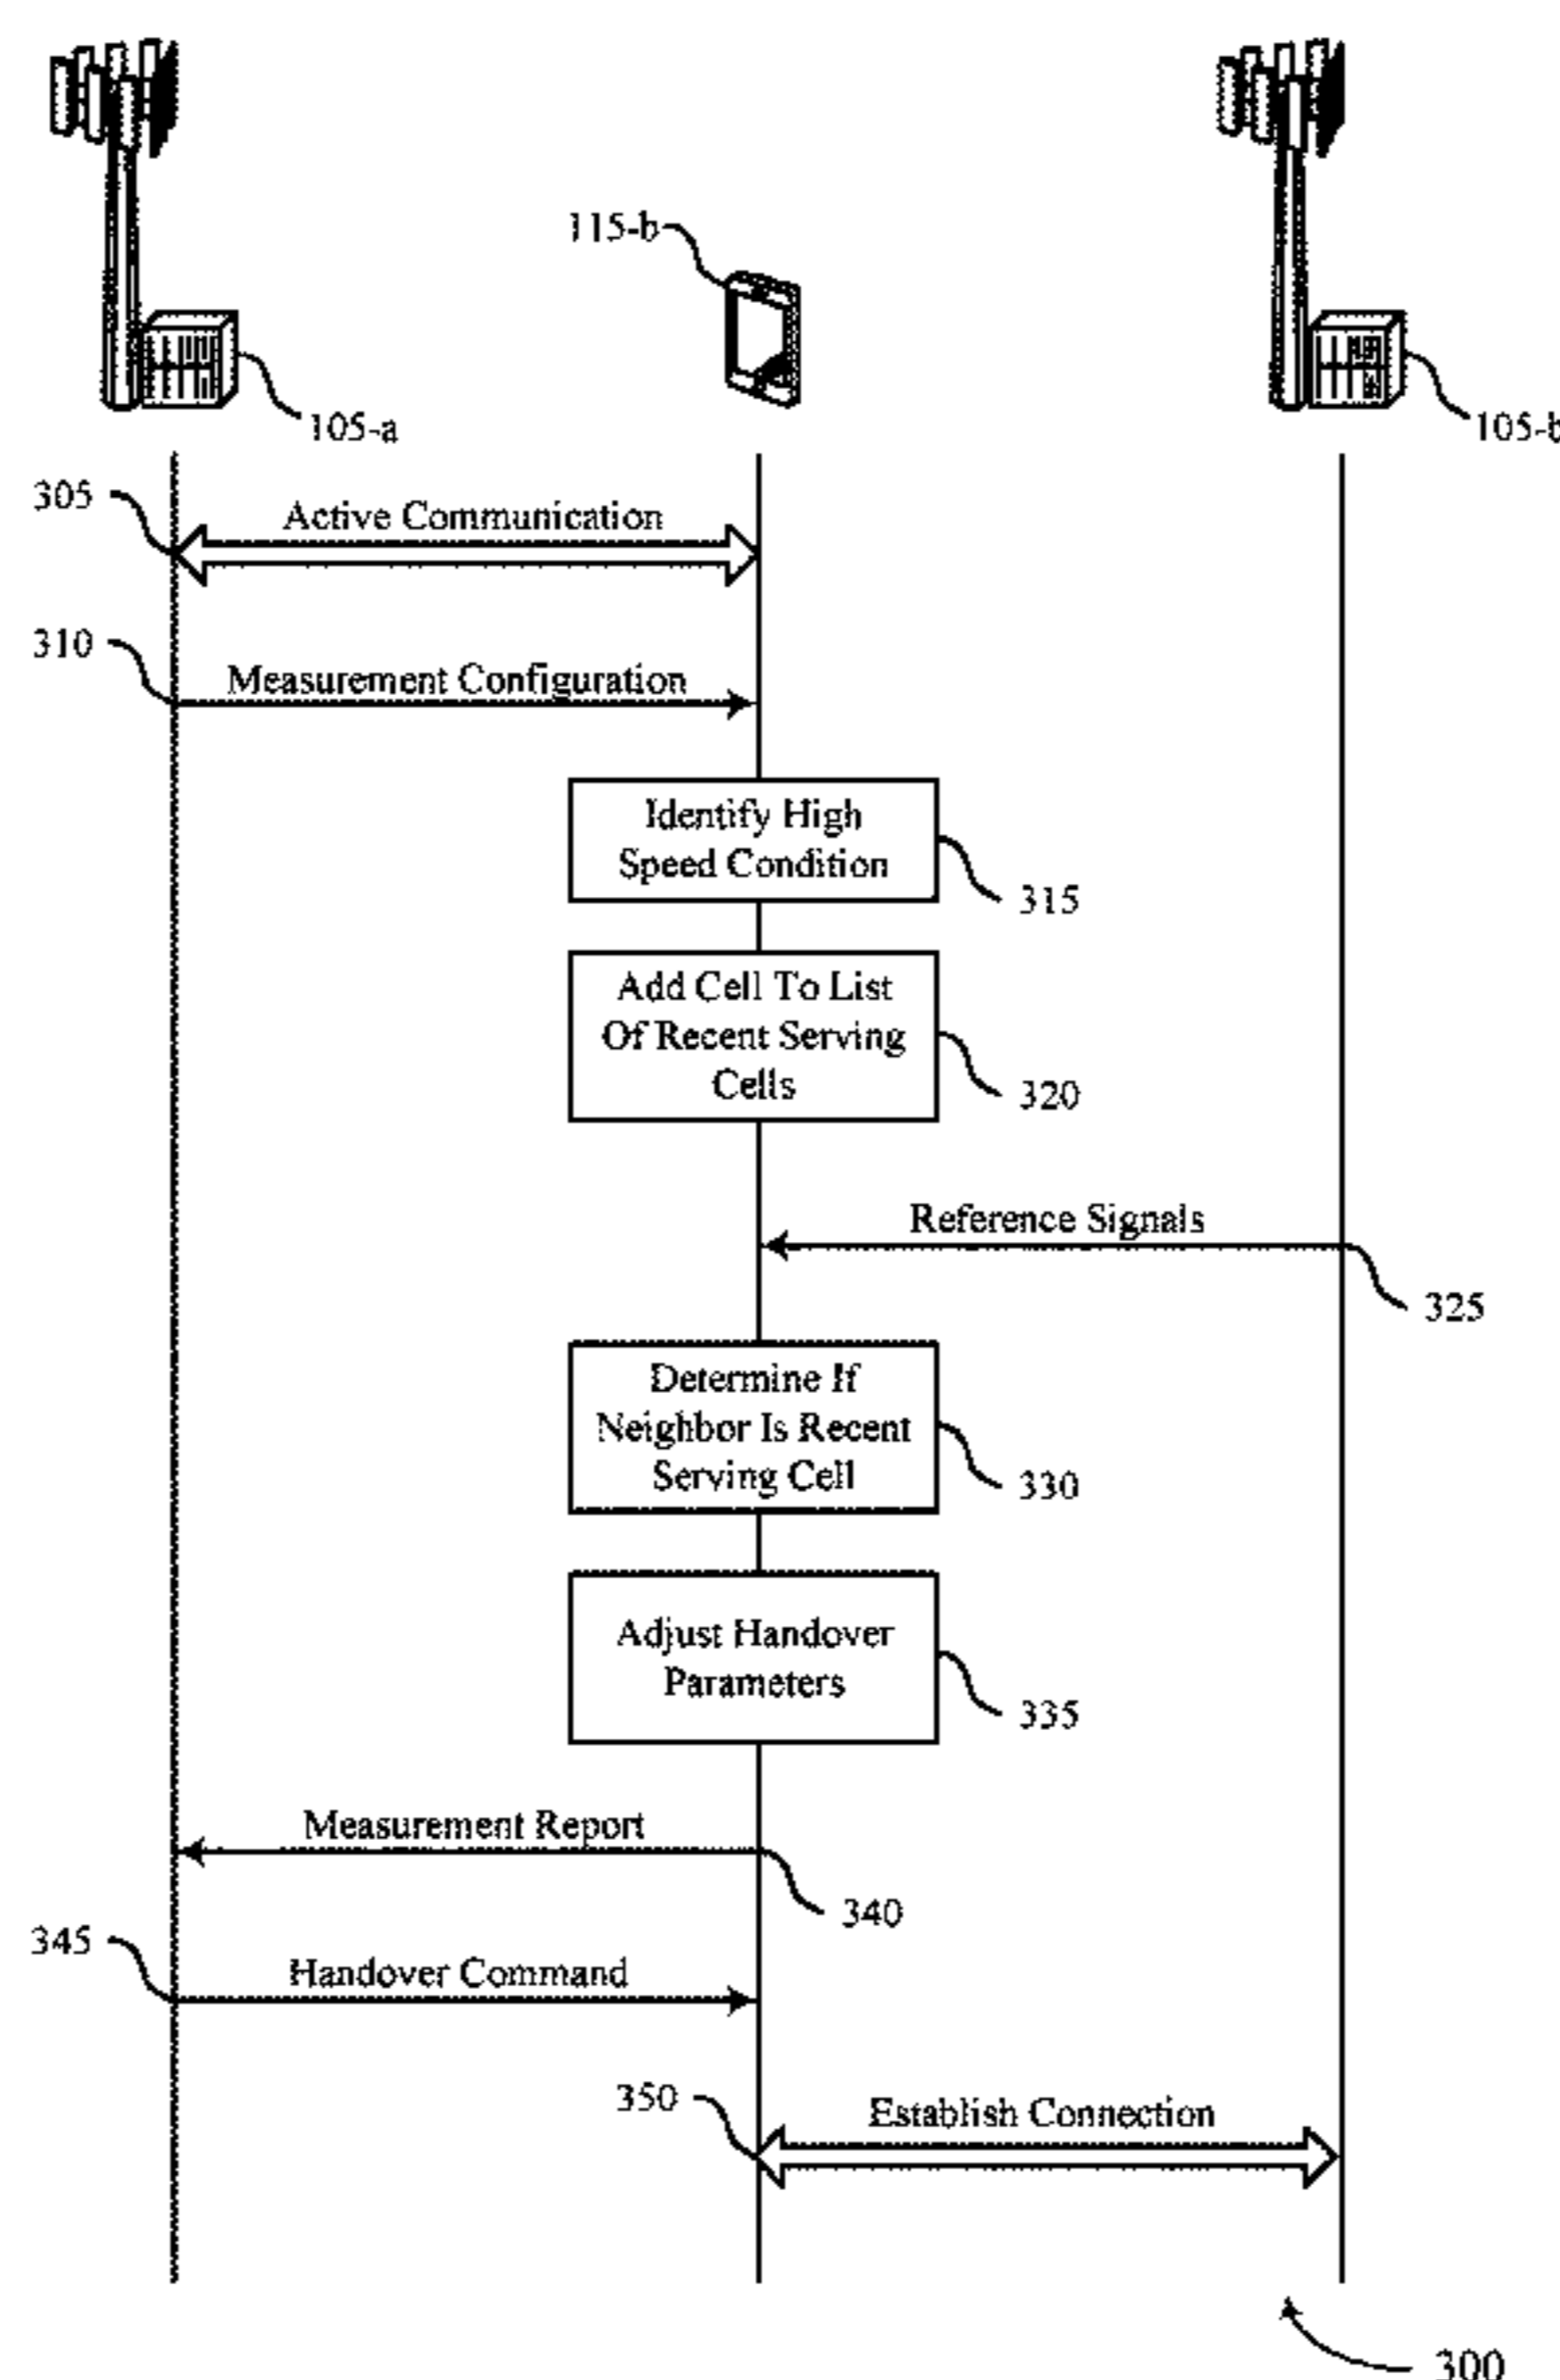 115-b
105-a
105-b
305
Active Communication
310
Measurement Configuration
Identify High
Speed Condition
315
Add Cell To List
Of Recent Serving
Cells
320
Reference Signals
325
Determine If
Neighbor Is Recent
Serving Cell
330
Adjust Handover
Parameters
335
Measurement Report
340
345
Handover Command
350
Establish Connection
300